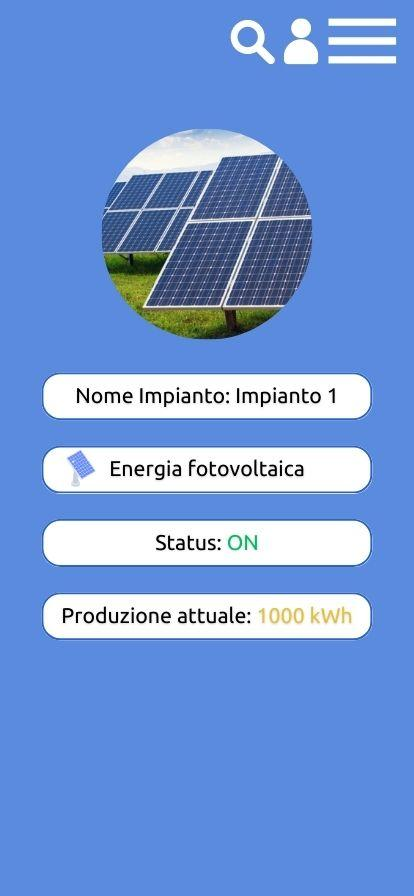 Nome Impianto: Impianto 1
Energia fotovoltaica
Status: ON
Produzione attuale: 1000 kWh